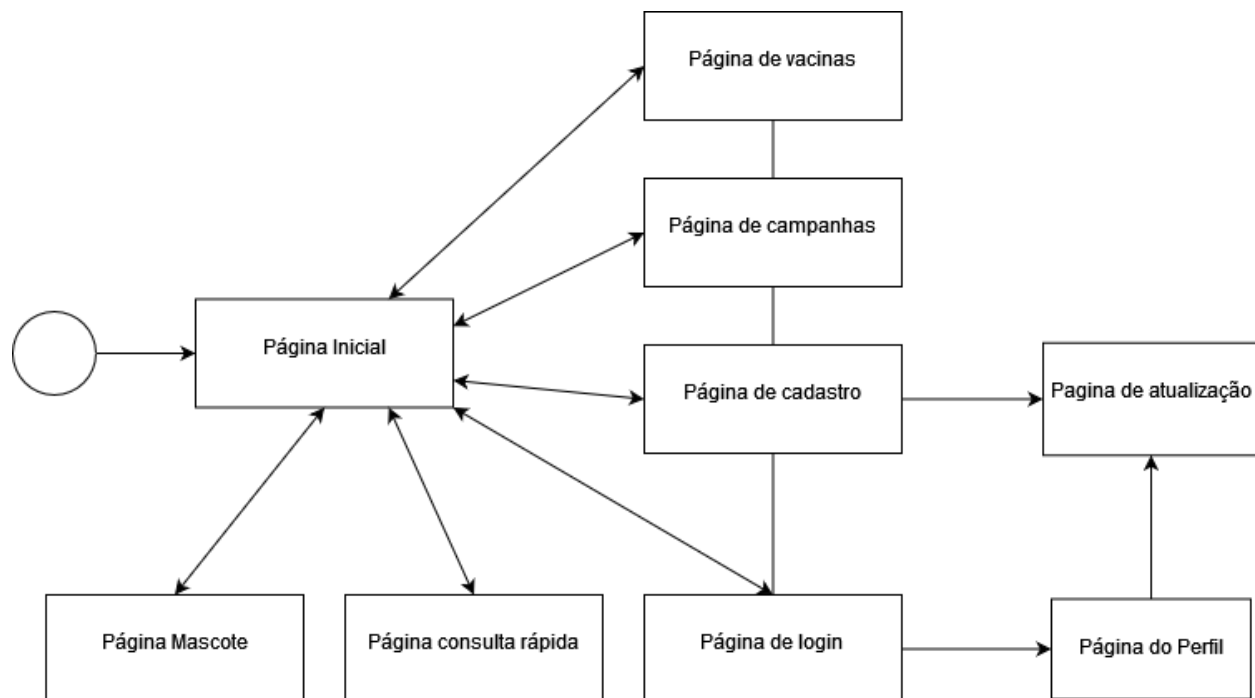 Página de vacinas
Página de campanhas
Página Inicial
Página de cadastro
Pagina de atualização
Página Mascote
Página consulta rápida
Página de login
Página do Perfil